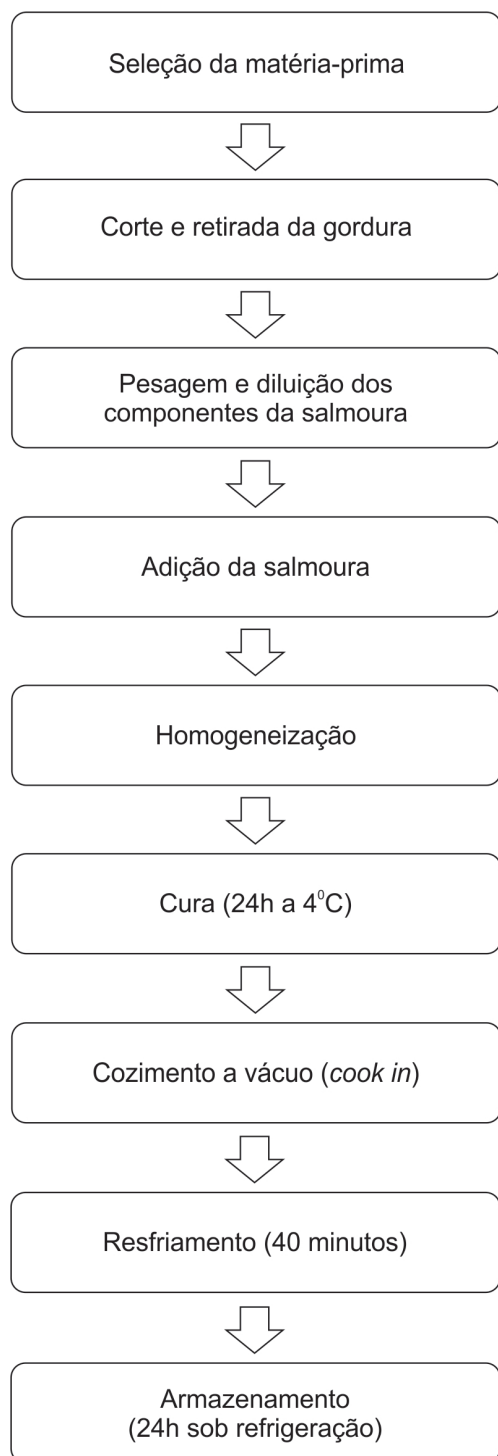 Seleção da matéria-prima
Corte e retirada da gordura
Pesagem e diluição dos
componentes da salmoura
Adição da salmoura
Homogeneização
Cura (24h a 4⁰C)
Cozimento a vácuo (cook in)
Resfriamento (40 minutos)
Armazenamento
(24h sob refrigeração)